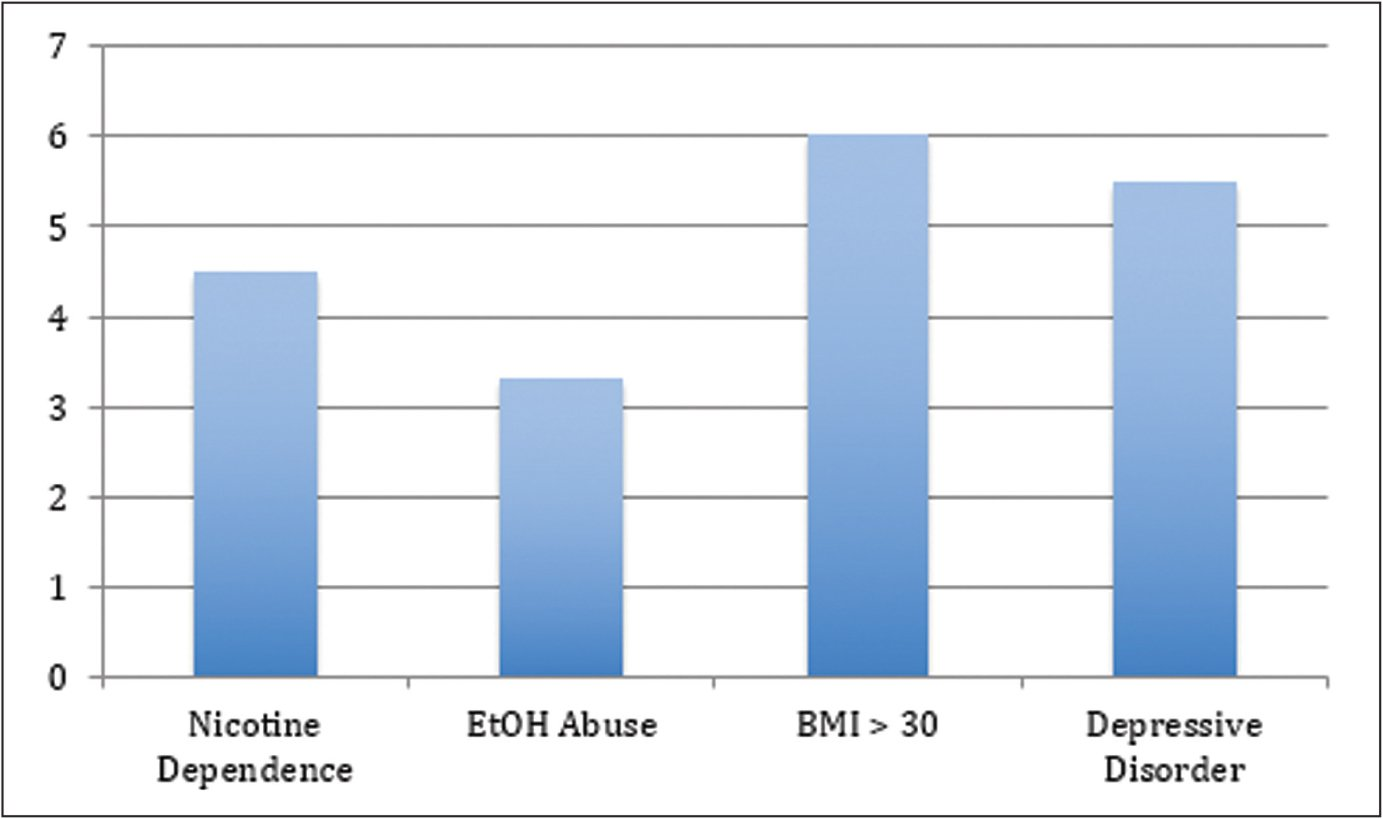 7
6
5
4
3
2
1
0
Nicotine
Dependence
EtOH Abuse
BMI > 30
Depressive
Disorder